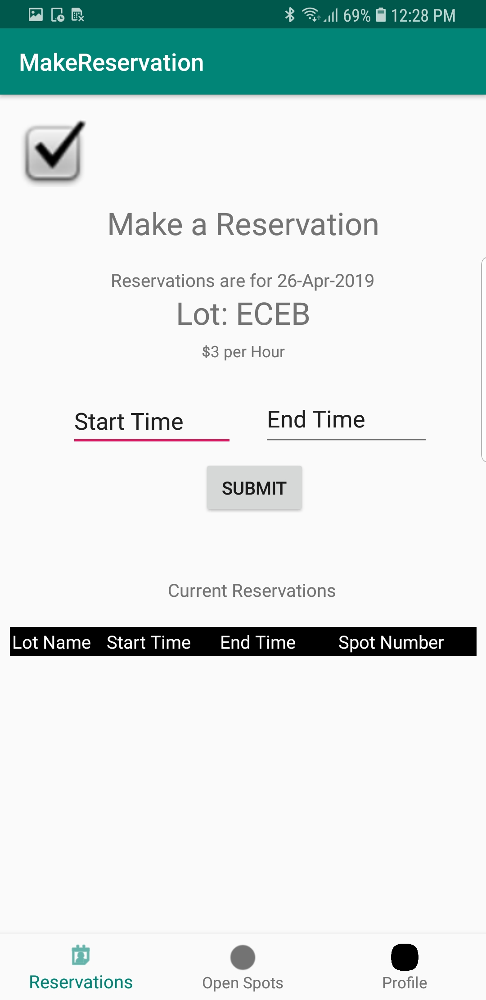 69% 12:28 PM
MakeReservation
Make a Reservation
Reservations are for 26-Apr-2019
Lot: ECEB
$3 per Hour
Start Time End Time
SUBMIT
Current Reservations
Lot Name Start Time End Time Spot Number
Reservations Open Spots Profile